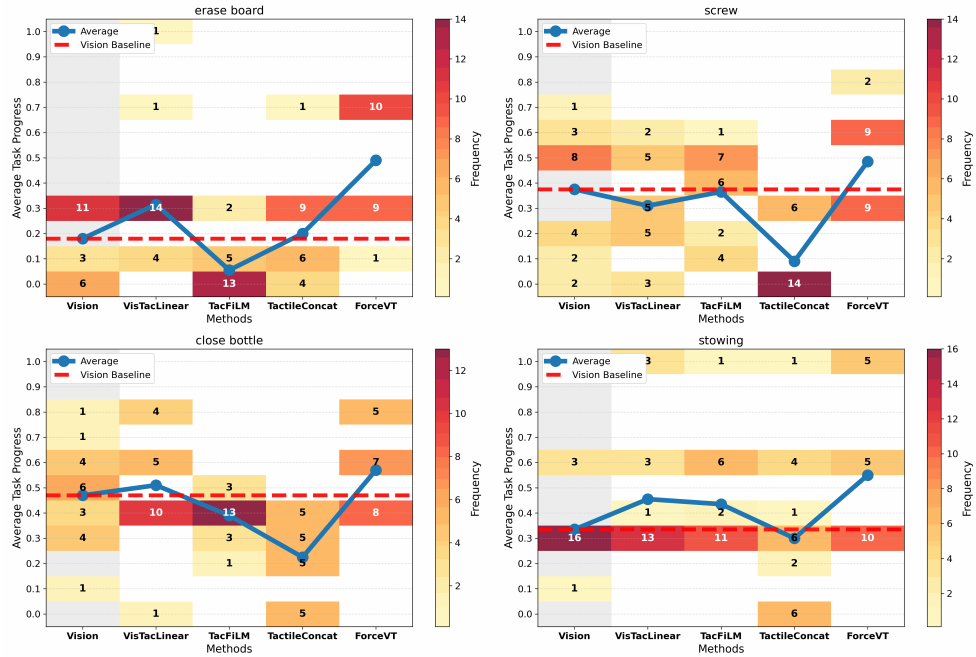 erase board
Average Task Progress
1.0
0.9
0.8
0.7
0.6
0.5
0.4
0.3
0.2
0.1
0.0
Average
Vision Baseline
1
1 1 10
11 14 2 9 9
3 4 5 6 1
6 13 4
Vision VisTacLinear TacFiLM TactileConcat ForceVT
Methods
14
12
10
8
6
4
2
Frequency
screw
Average Task Progress
1.0
0.9
0.8
0.7
0.6
0.5
0.4
0.3
0.2
0.1
0.0
Average
Vision Baseline
2
1
3 2 1 9
8 5 7
6
5 6 9
4 5 2
2 4
2 3 14
Vision VisTacLinear TacFiLM TactileConcat ForceVT
Methods
14
12
10
8
6
4
2
Frequency
close bottle
Average Task Progress
1.0
0.9
0.8
0.7
0.6
0.5
0.4
0.3
0.2
0.1
0.0
Average
Vision Baseline
1 4 5
1
4 5 7
6 3
3 10 13 5 8
4 3 5
1 5
1
1 5
Vision VisTacLinear TacFiLM TactileConcat ForceVT
Methods
12
10
8
6
4
2
Frequency
stowing
Average Task Progress
1.0
0.9
0.8
0.7
0.6
0.5
0.4
0.3
0.2
0.1
0.0
Average
Vision Baseline
3 1 1 5
3 3 6 4 5
1 2 1
16 13 11 6 10
2
1
6
Vision VisTacLinear TacFiLM TactileConcat ForceVT
Methods
16
14
12
10
8
6
4
2
Frequency